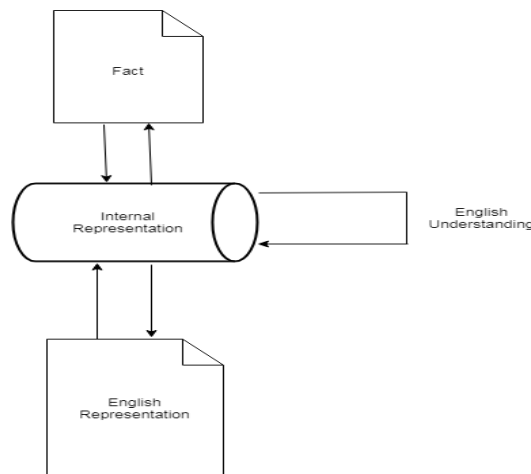 Fact
Internal
Representation
English
Understanding
English
Representation